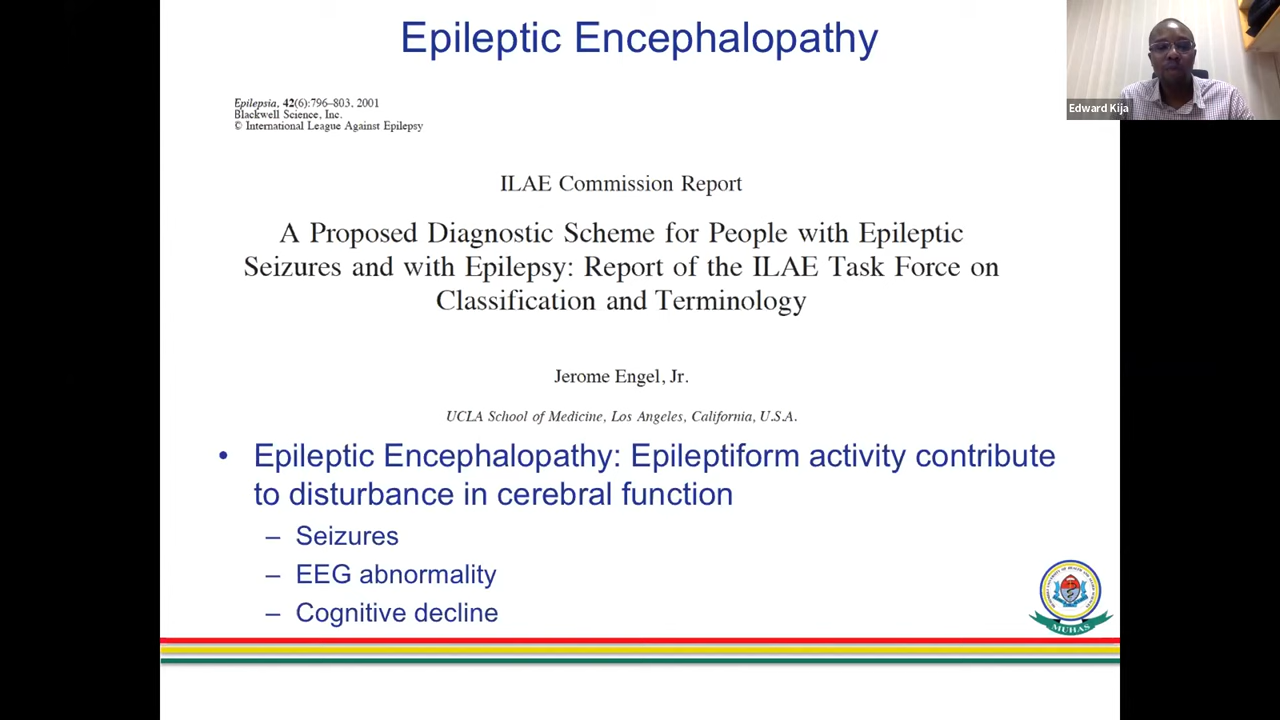 Epileptic Encephalopathy
Edward Kija
Epilepsia, 42(6):796–803, 2001
Blackwell Science, Inc.
© International League Against Epilepsy
ILAE Commission Report
A Proposed Diagnostic Scheme for People with Epileptic
Seizures and with Epilepsy: Report of the ILAE Task Force on
Classification and Terminology
Jerome Engel, Jr.
UCLA School of Medicine, Los Angeles, California, U.S.A.
• Epileptic Encephalopathy: Epileptiform activity contribute
to disturbance in cerebral function
– Seizures
– EEG abnormality
– Cognitive decline
MUHAS